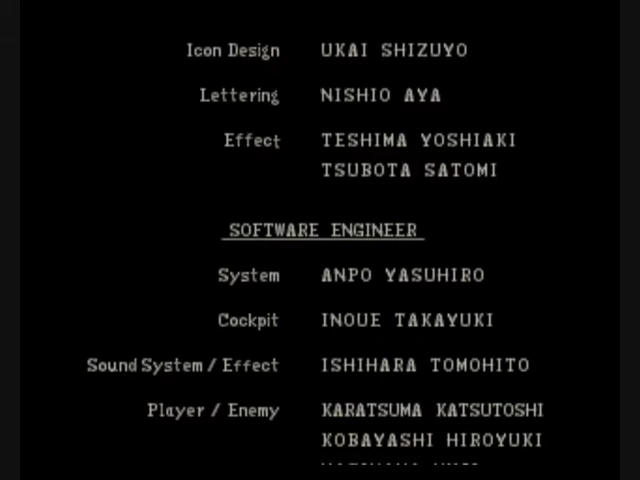 Icon Design UKAI SHIZUYO
Lettering NISHIO AYA
Effect TESHIMA YOSHIAKI
TSUBOTA SATOMI
SOFTWARE ENGINEER
System ANPO YASUHIRO
Cockpit INOUE TAKAYUKI
Sound System / Effect ISHIHARA TOMOHITO
Player / Enemy KARATSUMA KATSUTOSHI
KOBAYASHI HIROYUKI